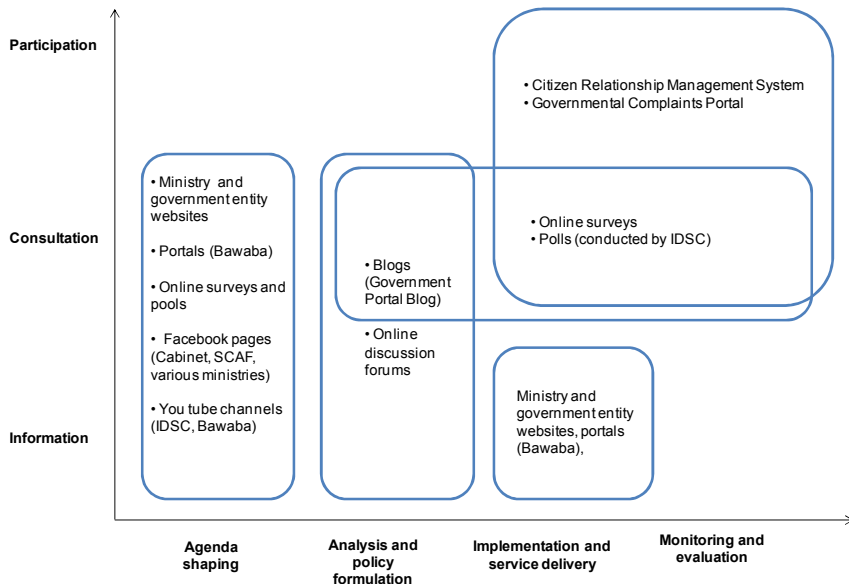 Participation
• Citizen Relationship Management System
• Governmental Complaints Portal
• Ministry and
government entity
websites
• Portals (Bawaba)
• Online surveys and
pools
• Facebook pages
(Cabinet, SCAF,
various ministries)
• You tube channels
(IDSC, Bawaba)
Consultation
• Blogs
(Government
Portal Blog)
• Online
discussion
forums
• Online surveys
• Polls (conducted by IDSC)
Information
Ministry and
government entity
websites, portals
(Bawaba),
Agenda
shaping
Analysis and
policy
formulation
Implementation and
service delivery
Monitoring and
evaluation